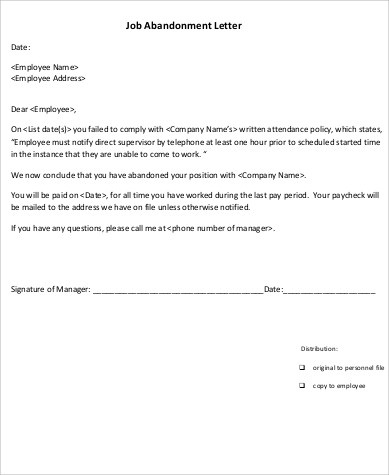 Job Abandonment Letter
Date:
<Employee Name>
<Employee Address>
Dear <Employee>,
On <List date(s)> you failed to comply with <Company Name's> written attendance policy, which states,
"Employee must notify direct supervisor by telephone at least one hour prior to scheduled started time
in the instance that they are unable to come to work. "
We now conclude that you have abandoned your position with <Company Name>.
You will be paid on <Date>, for all time you have worked during the last pay period. Your paycheck will
be mailed to the address we have on file unless otherwise notified.
If you have any questions, please call me at <phone number of manager>.
Signature of Manager: ______________________________________Date:____________________
Distribution:
❑ original to personnel file
❑ copy to employee